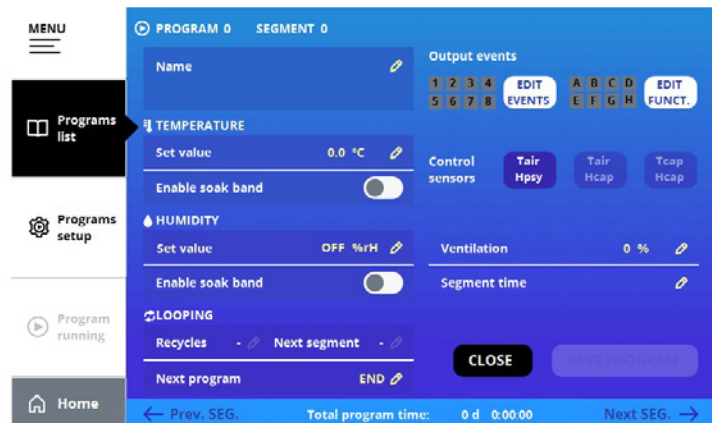 MENU
PROGRAM 0 SEGMENT 0
Name
Output events
1 2 3 4
5 6 7 8
EDIT
EVENTS
A B C D
E F G H
EDIT
FUNCT.
Programs
list
TEMPERATURE
Set value 0.0 °C
Enable soak band
Control
sensors
Tair
Hpsy
Tair
Hcap
Tcap
Hcap
Programs
setup
HUMIDITY
Set value OFF %rH
Enable soak band
Ventilation 0 %
Segment time
Program
running
LOOPING
Recycles - Next segment -
Next program END
CLOSE
SAVE PROGRAM
Home
← Prev. SEG. Total program time: 0 d 0:00:00 Next SEG. →